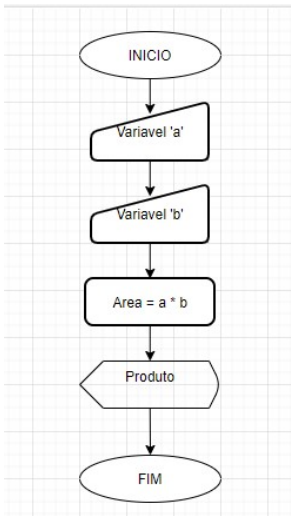 INICIO
Variavel 'a'
Variavel 'b'
Area = a * b
Produto
FIM